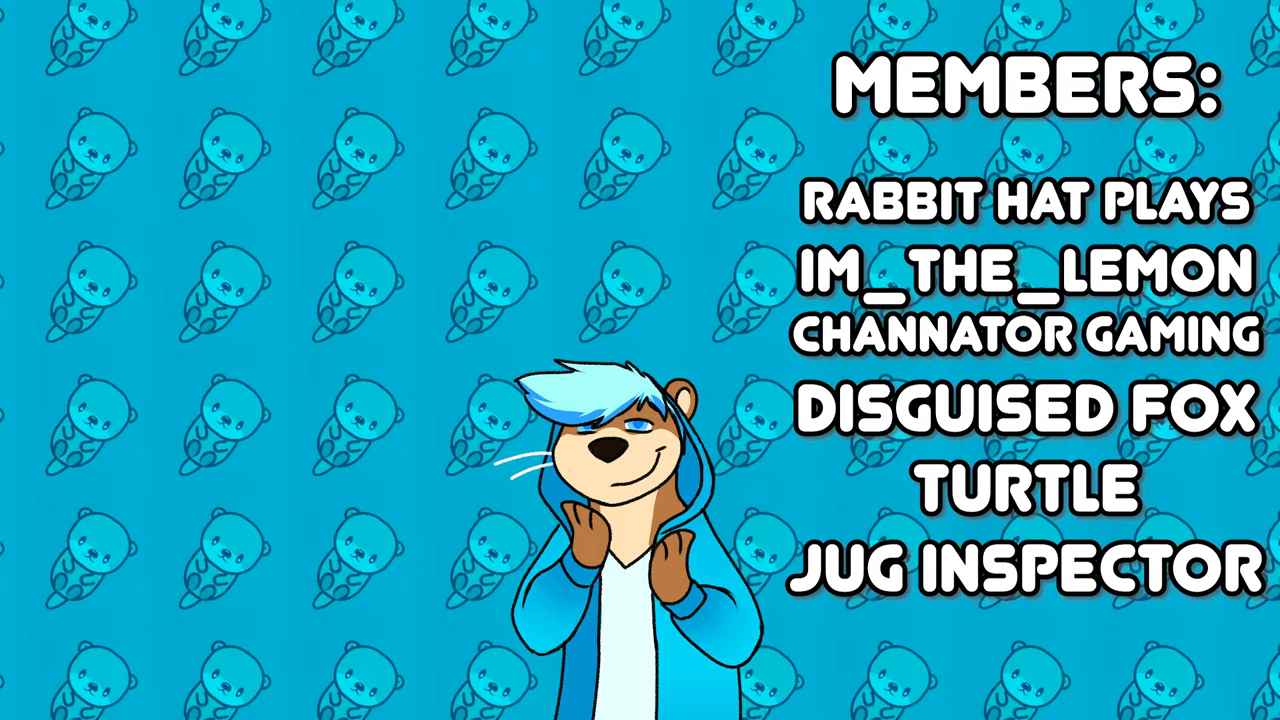 MEMBERS:
RABBIT HAT PLAYS
IM_THE_LEMON
CHANNATOR GAMING
DISGUISED FOX
TURTLE
JUG INSPECTOR